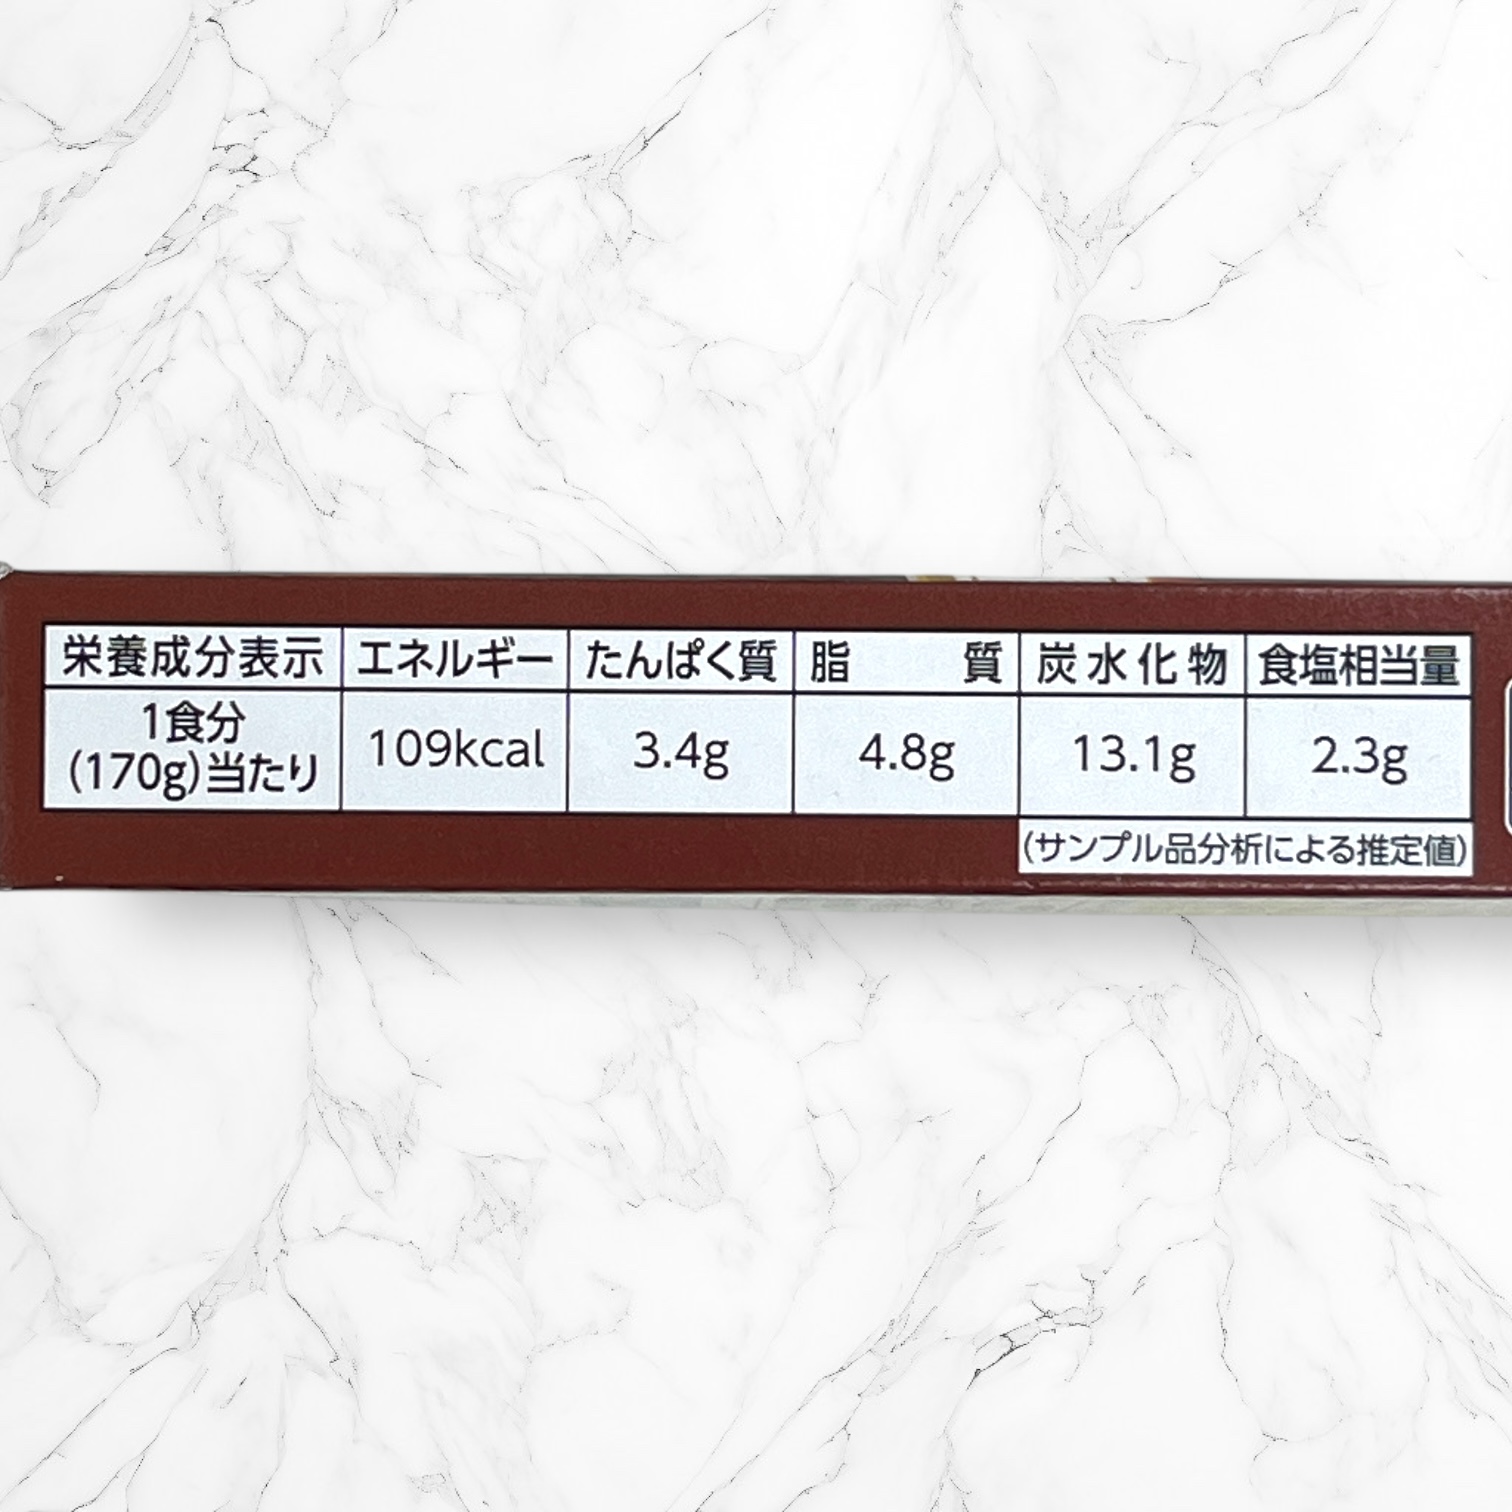 栄養成分表示 エネルギー たんぱく質 脂質 炭水化物 食塩相当量
1食分
(170g)当たり 109kcal 3.4g 4.8g 13.1g 2.3g
(サンプル品分析による推定値)